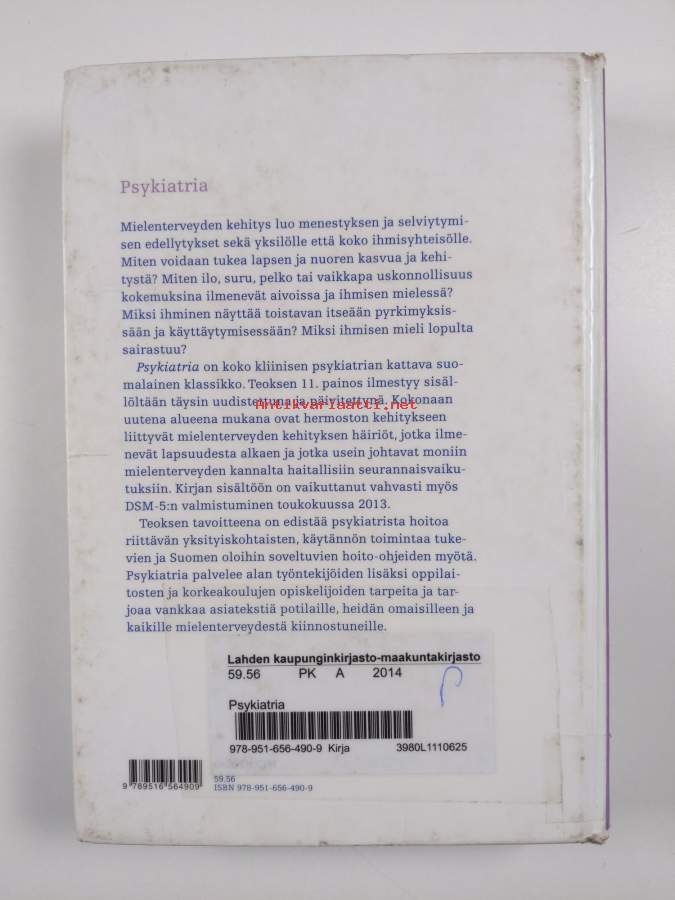 Psykiatria
Mielenterveyden kehitys luo menestyksen ja selviytymi-
sen edellytykset sekä yksilölle että koko ihmisyhteisölle.
Miten voidaan tukea lapsen ja nuoren kasvua ja kehi-
tystä? Miten ilo, suru, pelko tai vaikkapa uskonnollisuus
kokemuksina ilmenevät aivoissa ja ihmisen mielessä?
Miksi ihminen näyttää toistavan itseään pyrkimyksis-
sään ja käyttäytymisessään? Miksi ihmisen mieli lopulta
sairastuu?
Psykiatria on koko kliinisen psykiatrian kattava suo-
malainen klassikko. Teoksen 11. painos ilmestyy sisäl-
löltään täysin uudistettuna ja päivitettynä. Kokonaan
Antikvariaatti.net
uutena alueena mukana ovat hermoston kehitykseen
liittyvät mielenterveyden kehityksen häiriöt, jotka ilme-
nevät lapsuudesta alkaen ja jotka usein johtavat moniin
mielenterveyden kannalta haitallisiin seurannaisvaiku-
tuksiin. Kirjan sisältöön on vaikuttanut vahvasti myös
DSM-5:n valmistuminen toukokuussa 2013.
Teoksen tavoitteena on edistää psykiatrista hoitoa
riittävän yksityiskohtaisten, käytännön toimintaa tuke-
vien ja Suomen oloihin soveltuvien hoito-ohjeiden myötä.
Psykiatria palvelee alan työntekijöiden lisäksi oppilai-
tosten ja korkeakoulujen opiskelijoiden tarpeita ja tar-
joaa vankkaa asiatekstiä potilaille, heidän omaisilleen ja
kaikille mielenterveydestä kiinnostuneille.
Lahden kaupunginkirjasto-maakuntakirjasto
59.56 PK A 2014
Psykiatria
978-951-656-490-9 Kirja 3980L1110625
9 789516 564909
59.56
ISBN 978-951-656-490-9